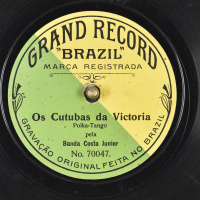 GRAND RECORD
"BRAZIL"
MARCA REGISTRADA
Os Cutubas da Victoria
Polka-Tango
pela
Banda Costa Junior
No. 70047.
GRAVAÇÃO ORIGINAL FEITA NO BRAZIL